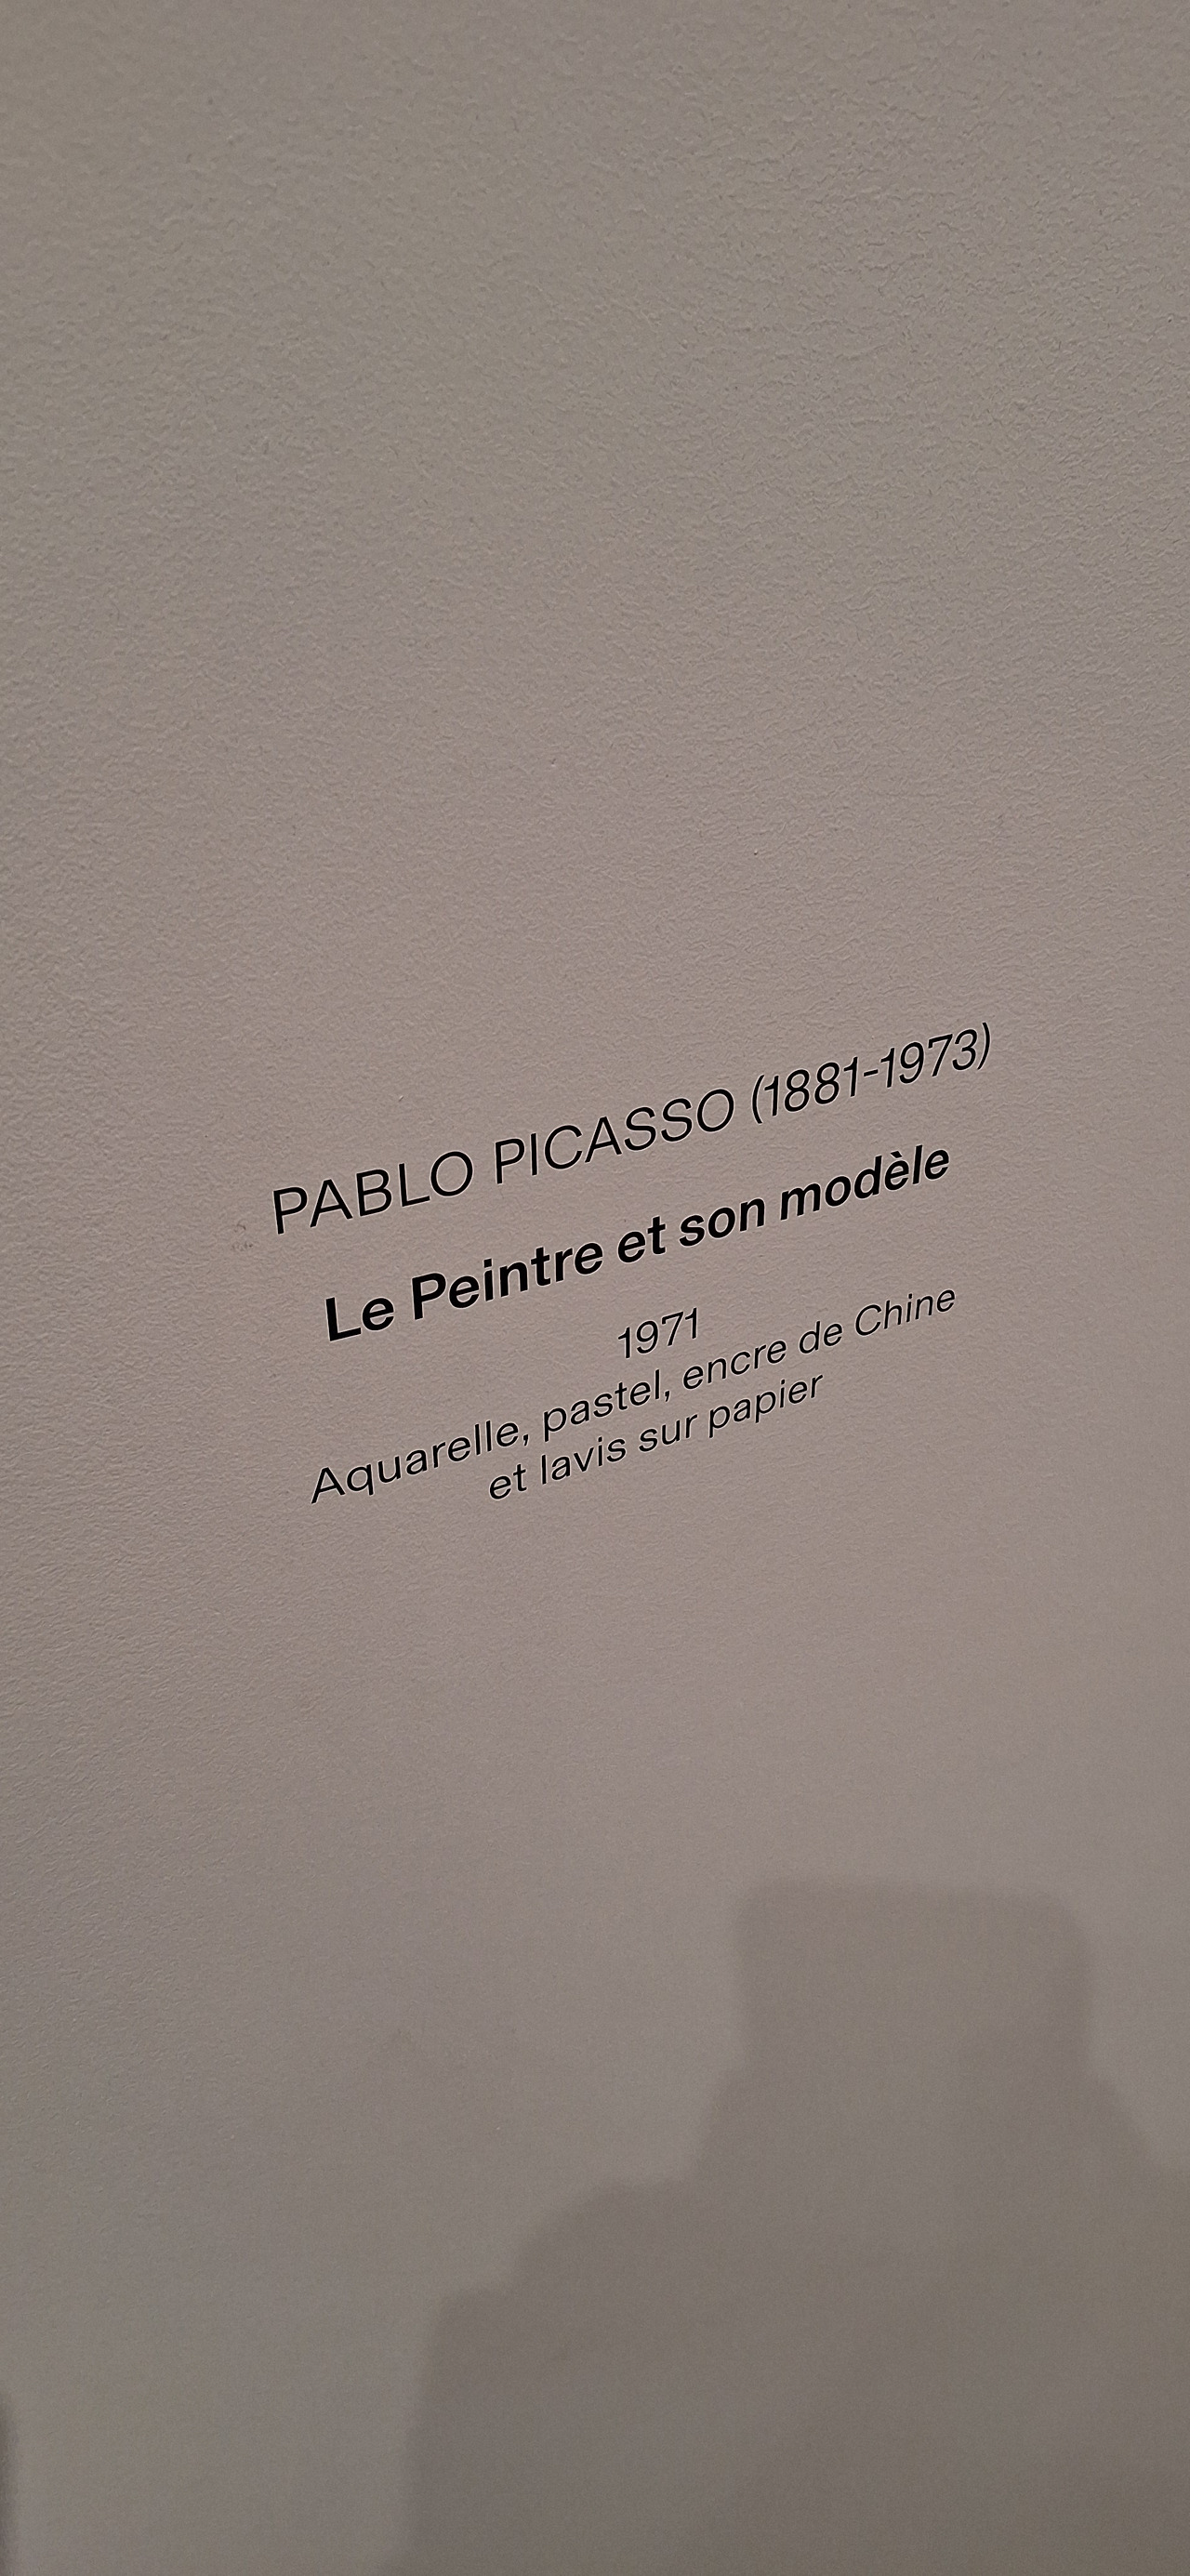 PABLO PICASSO (1881-1973)
Le Peintre et son modèle
1971
Aquarelle, pastel, encre de Chine
et lavis sur papier